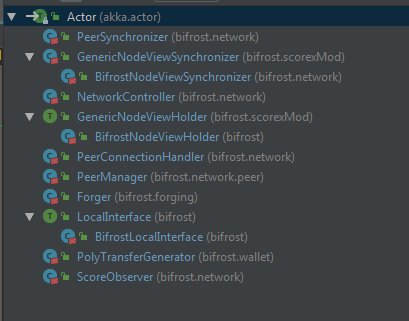 Actor (akka.actor)
PeerSynchronizer (bifrost.network)
GenericNodeViewSynchronizer (bifrost.scorexMod)
BifrostNodeViewSynchronizer (bifrost.network)
NetworkController (bifrost.network)
GenericNodeViewHolder (bifrost.scorexMod)
BifrostNodeViewHolder (bifrost)
PeerConnectionHandler (bifrost.network)
PeerManager (bifrost.network.peer)
Forger (bifrost.forging)
LocalInterface (bifrost)
BifrostLocalInterface (bifrost)
PolyTransferGenerator (bifrost.wallet)
ScoreObserver (bifrost.network)